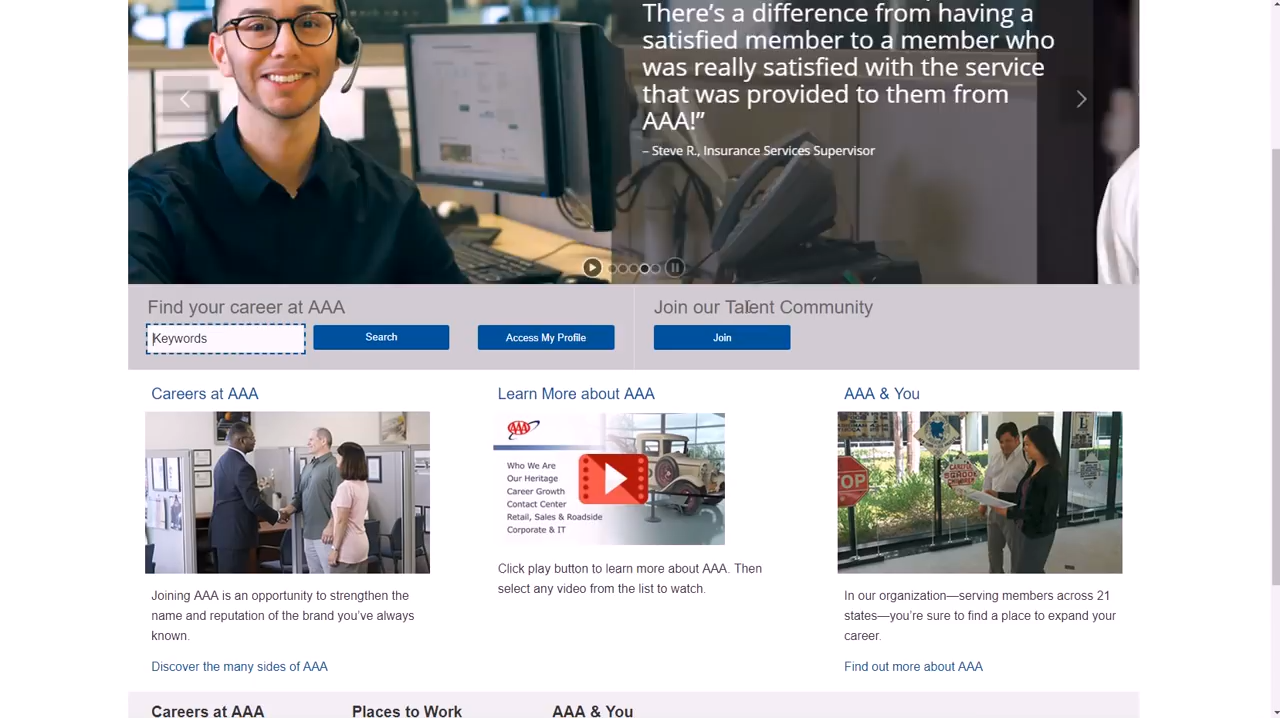 There's a difference from having a
satisfied member to a member who
was really satisfied with the service
that was provided to them from
AAA!”
– Steve R., Insurance Services Supervisor
Find your career at AAA
Join our Talent Community
Keywords
Search
Access My Profile
Join
Careers at AAA
Learn More about AAA
AAA & You
AAA
Who We Are
Our Heritage
Career Growth
Contact Center
Retail, Sales & Roadside
Corporate & IT
STOP
Click play button to learn more about AAA. Then
select any video from the list to watch.
Joining AAA is an opportunity to strengthen the
name and reputation of the brand you've always
known.
In our organization—serving members across 21
states—you're sure to find a place to expand your
career.
Discover the many sides of AAA
Find out more about AAA
Careers at AAA
Places to Work
AAA & You